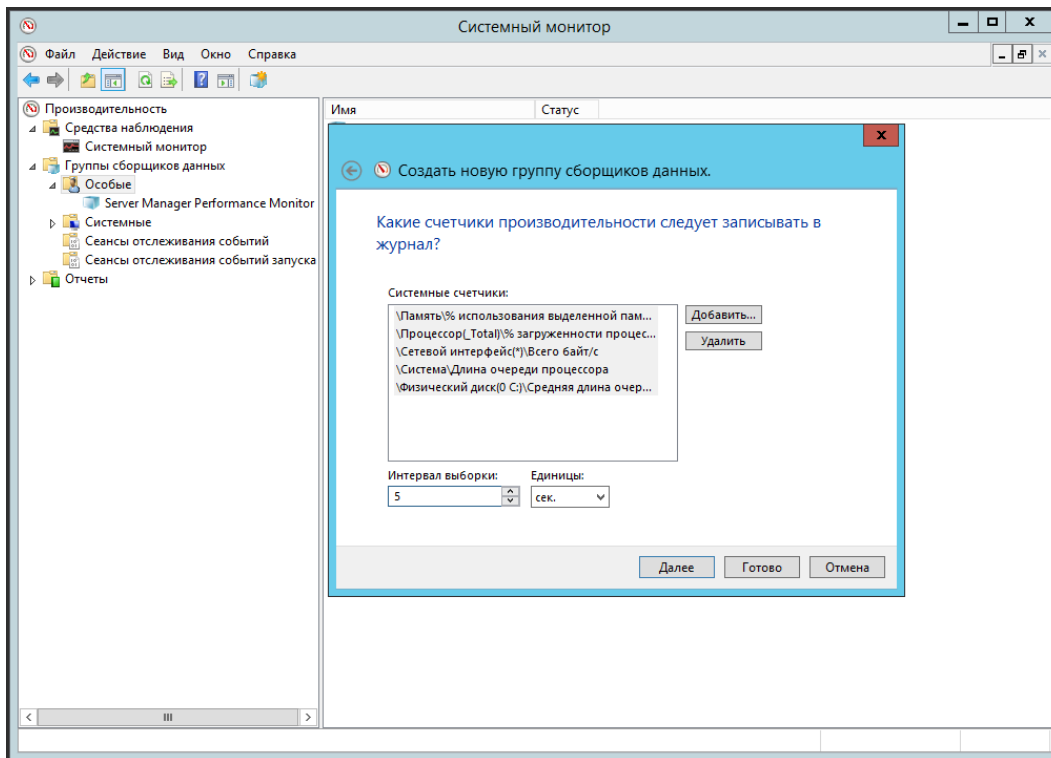 Системный монитор
Файл Действие Вид Окно Справка
Производительность
Средства наблюдения
Системный монитор
Группы сборщиков данных
Особые
Server Manager Performance Monitor
Системные
Сеансы отслеживания событий
Сеансы отслеживания событий запуска
Отчеты
Имя Статус
Создать новую группу сборщиков данных.
Какие счетчики производительности следует записывать в
журнал?
Системные счетчики:
\Память\% использования выделенной пам...
\Процессор(_Total)\% загруженности процес...
\Сетевой интерфейс(*)\Всего байт/с
\Система\Длина очереди процессора
\Физический диск(0 C:)\Средняя длина очер...
Добавить...
Удалить
Интервал выборки: Единицы:
5 сек.
Далее Готово Отмена